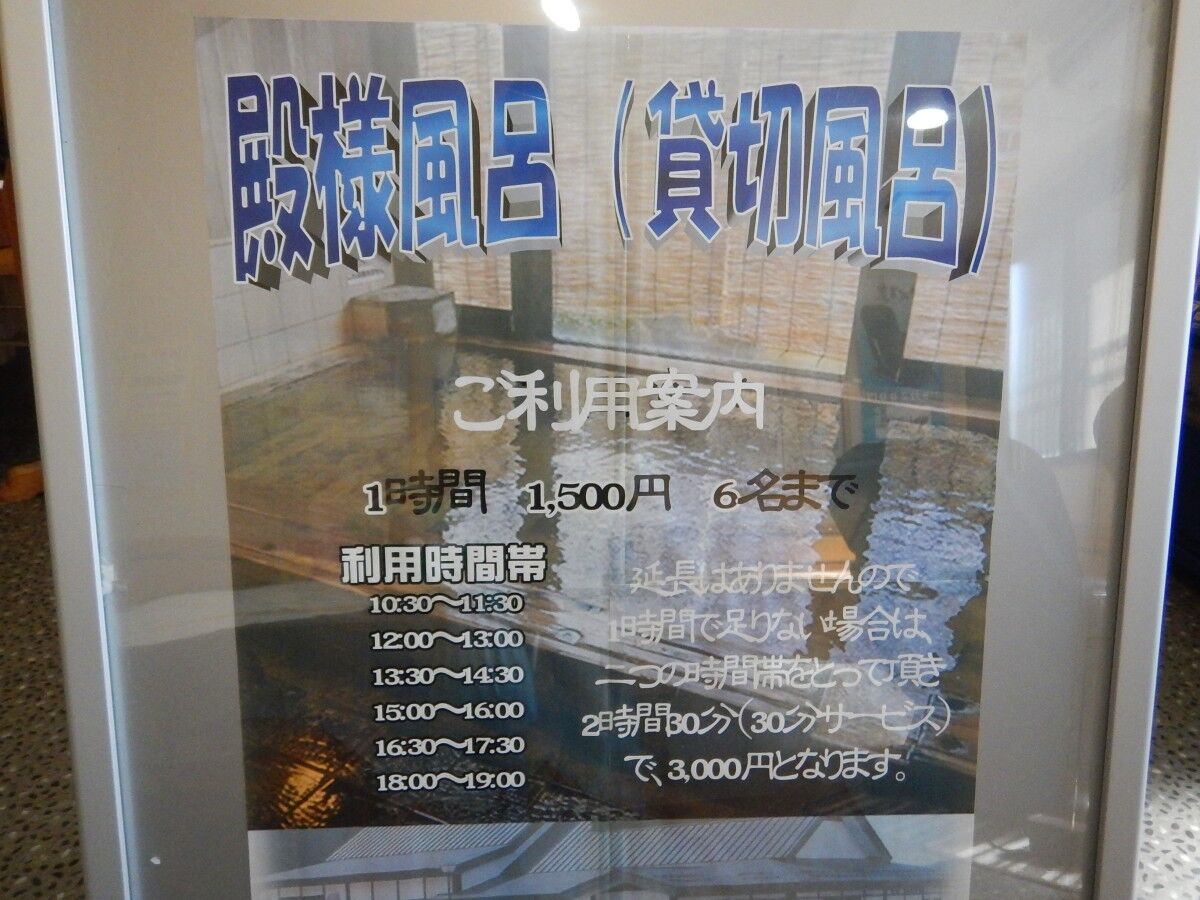 殿様風呂（貸切風呂）
ご利用案内
1時間　1,500円　6名まで
利用時間帯
10:30～11:30
12:00～13:00
13:30～14:30
15:00～16:00
16:30～17:30
18:00～19:00
延長はありませんので
1時間で足りない場合は、
二つの時間帯をとって頂き
2時間30分（30分サービス）
で、3,000円となります。